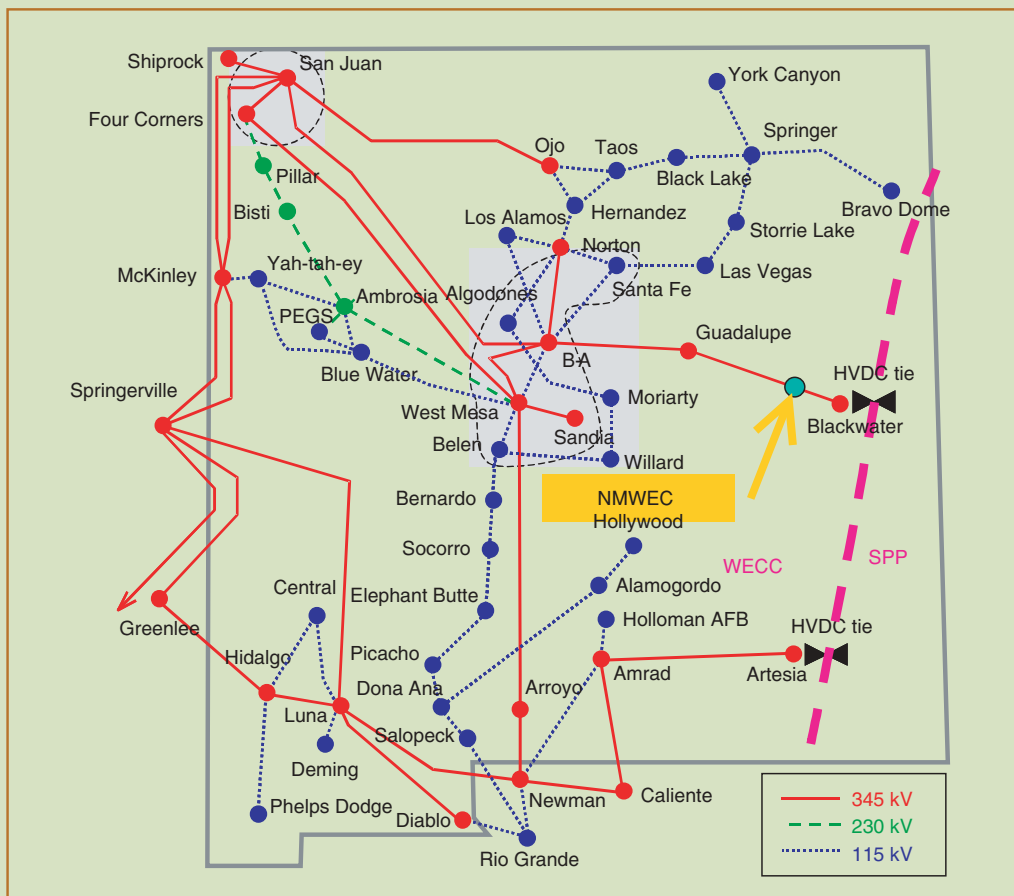 Shiprock
San Juan
York Canyon
Four Corners
Springer
Ojo
Taos
Black Lake
Pillar
Bravo Dome
Bisti
Los Alamos
Hernandez
Storrie Lake
Norton
McKinley
Yah-tah-ey
Santa Fe
Las Vegas
Ambrosia
Algodones
PEGS
Guadalupe
B-A
Blue Water
HVDC tie
Springerville
West Mesa
Moriarty
Sandia
Blackwater
Belen
Willard
Bernardo
NMWEC
Hollywood
Socorro
WECC
SPP
Central
Elephant Butte
Alamogordo
Holloman AFB
Greenlee
HVDC tie
Hidalgo
Picacho
Amrad
Artesia
Dona Ana
Arroyo
Luna
Salopeck
Deming
Newman
Caliente
345 kV
Phelps Dodge
Diablo
230 kV
Rio Grande
115 kV